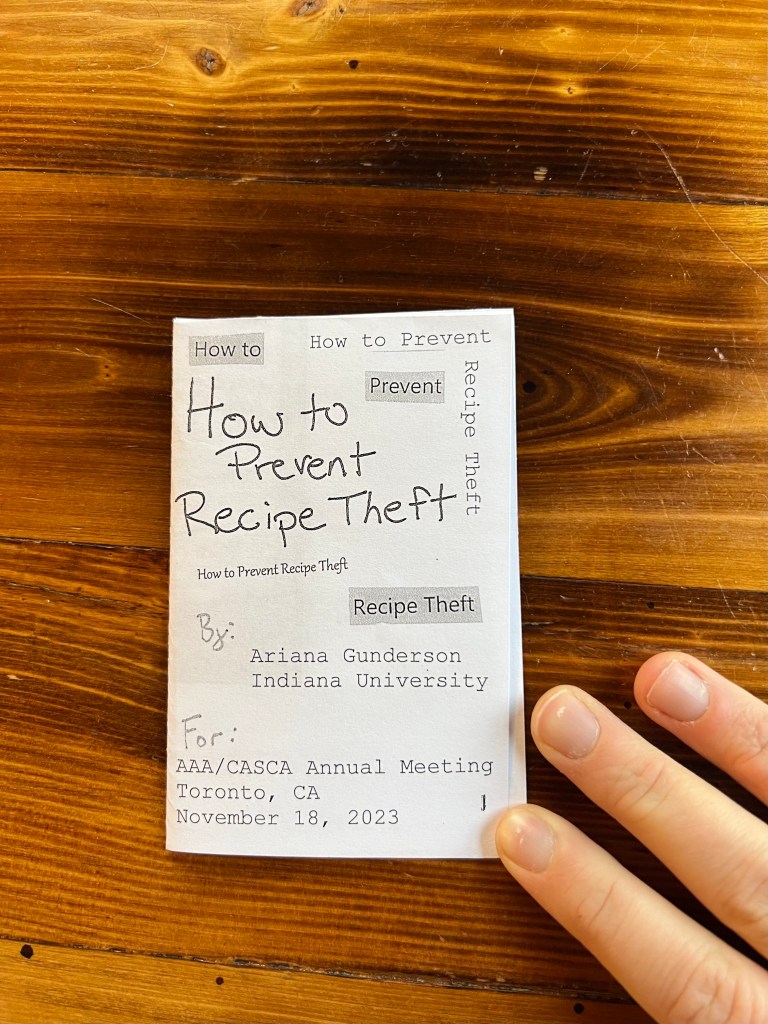 How to
How to Prevent
Prevent
Recipe Theft
How to
Prevent
Recipe Theft
How to Prevent Recipe Theft
Recipe Theft
By:
Ariana Gunderson
Indiana University
For:
AAA/CASCA Annual Meeting
Toronto, CA
November 18, 2023
1